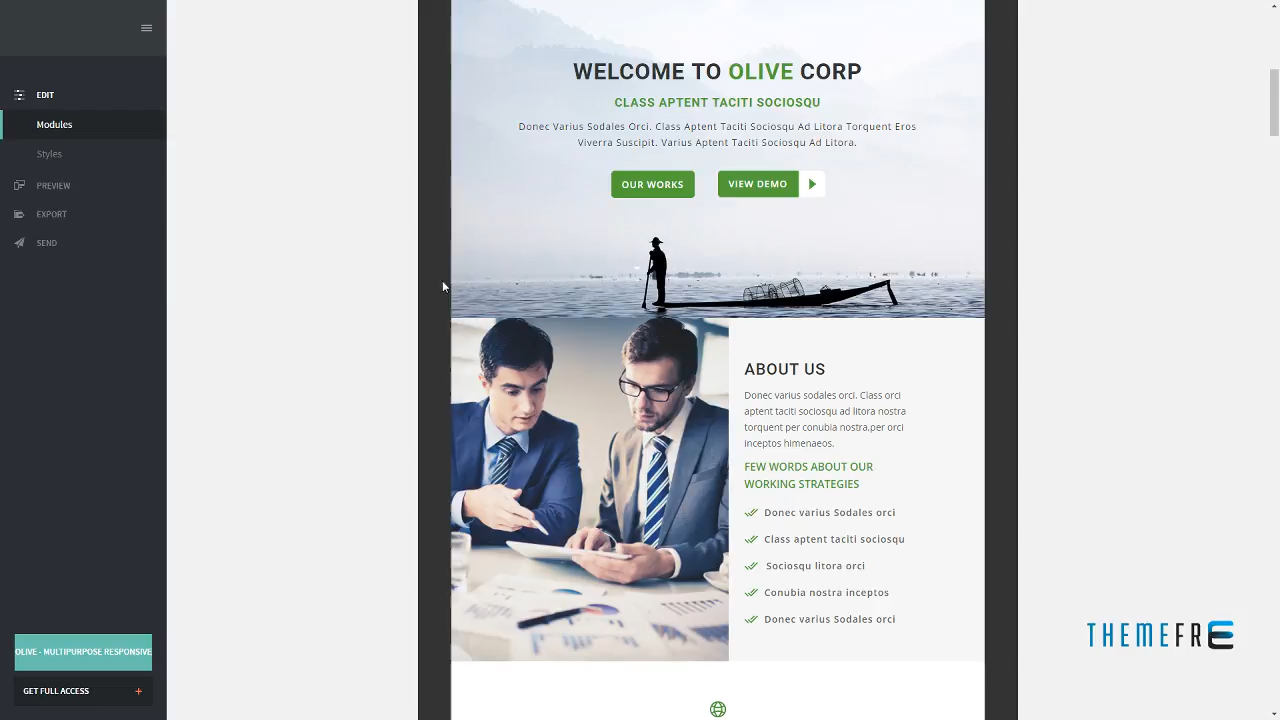 EDIT
Modules
Styles
PREVIEW
EXPORT
SEND
OLIVE - MULTIPURPOSE RESPONSIVE
GET FULL ACCESS +
WELCOME TO OLIVE CORP
CLASS APTENT TACITI SOCIOSQU
Donec Varius Sodales Orci. Class Aptent Taciti Sociosqu Ad Litora Torquent Eros
Viverra Suscipit. Varius Aptent Taciti Sociosqu Ad Litora.
OUR WORKS
VIEW DEMO
ABOUT US
Donec varius sodales orci. Class orci
aptent taciti sociosqu ad litora nostra
torquent per conubia nostra.per orci
inceptos himenaeos.
FEW WORDS ABOUT OUR
WORKING STRATEGIES
Donec varius Sodales orci
Class aptent taciti sociosqu
Sociosqu litora orci
Conubia nostra inceptos
Donec varius Sodales orci
THEMEFRE